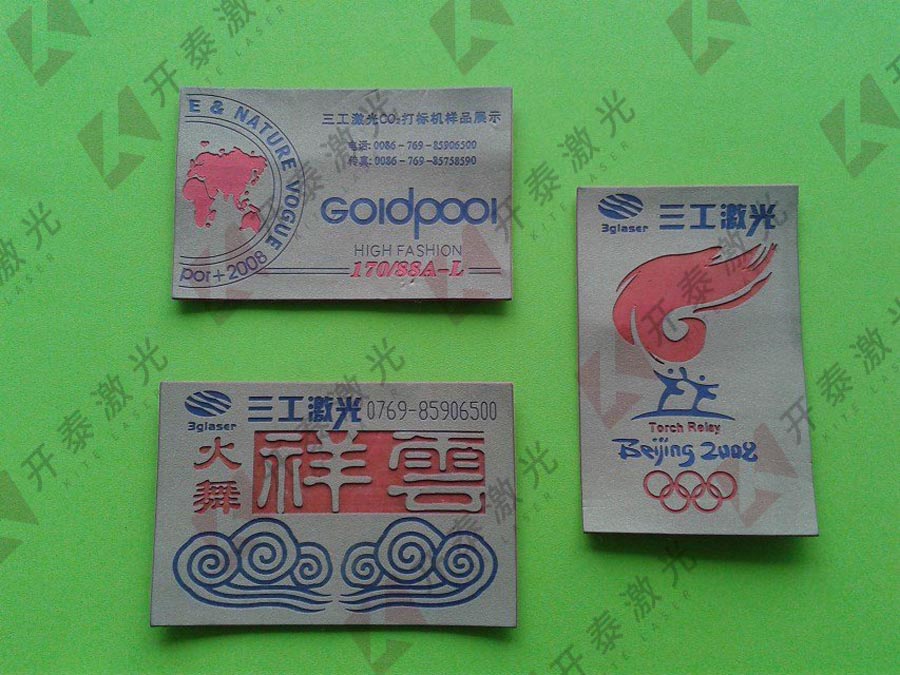 E & NATURE VOGUE
por+2008
三工激光CO₂打标机样品展示
电话: 0086-769-85906500
传真: 0086-769-85758590
Goldpool
HIGH FASHION
170/88A-L
3glaser
三工激光
Torch Relay
Beijing 2008
3glaser
三工激光 0769-85906500
火舞
祥雲
开泰激光
KITE LASER